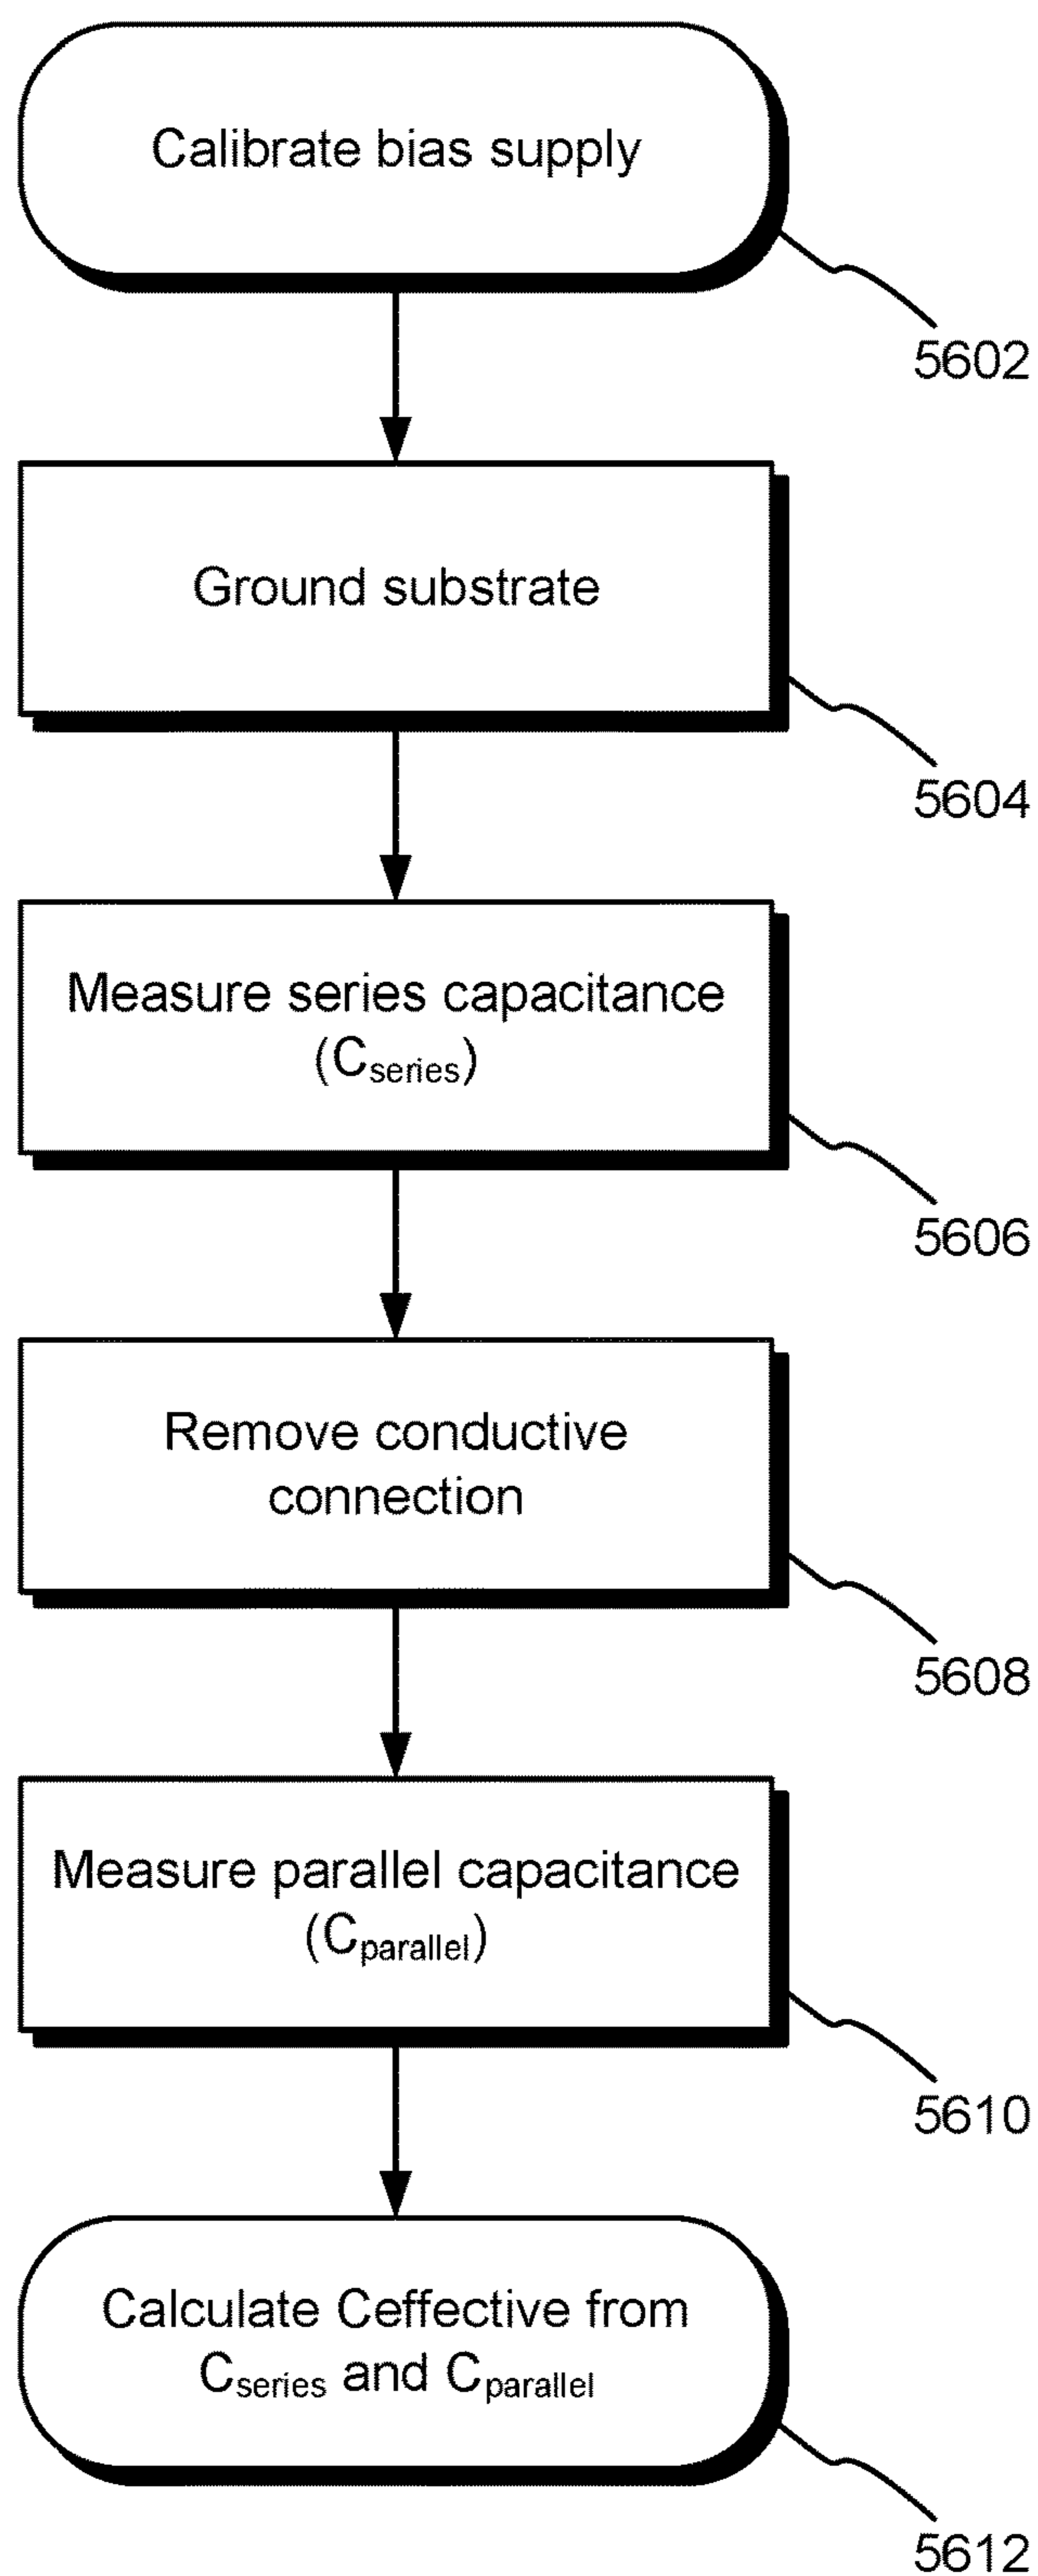 Calibrate bias supply
5602
Ground substrate
5604
Measure series capacitance
(Cseries)
5606
Remove conductive
connection
5608
Measure parallel capacitance
(Cparallel)
5610
Calculate Ceffective from
Cseries and Cparallel
5612